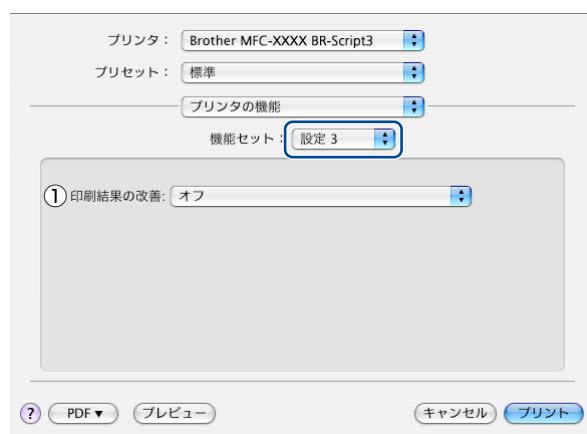 プリンタ： Brother MFC-XXXX BR-Script3
プリセット： 標準
プリンタの機能
機能セット： 設定 3
① 印刷結果の改善: オフ
? PDF▼ プレビュー キャンセル プリント